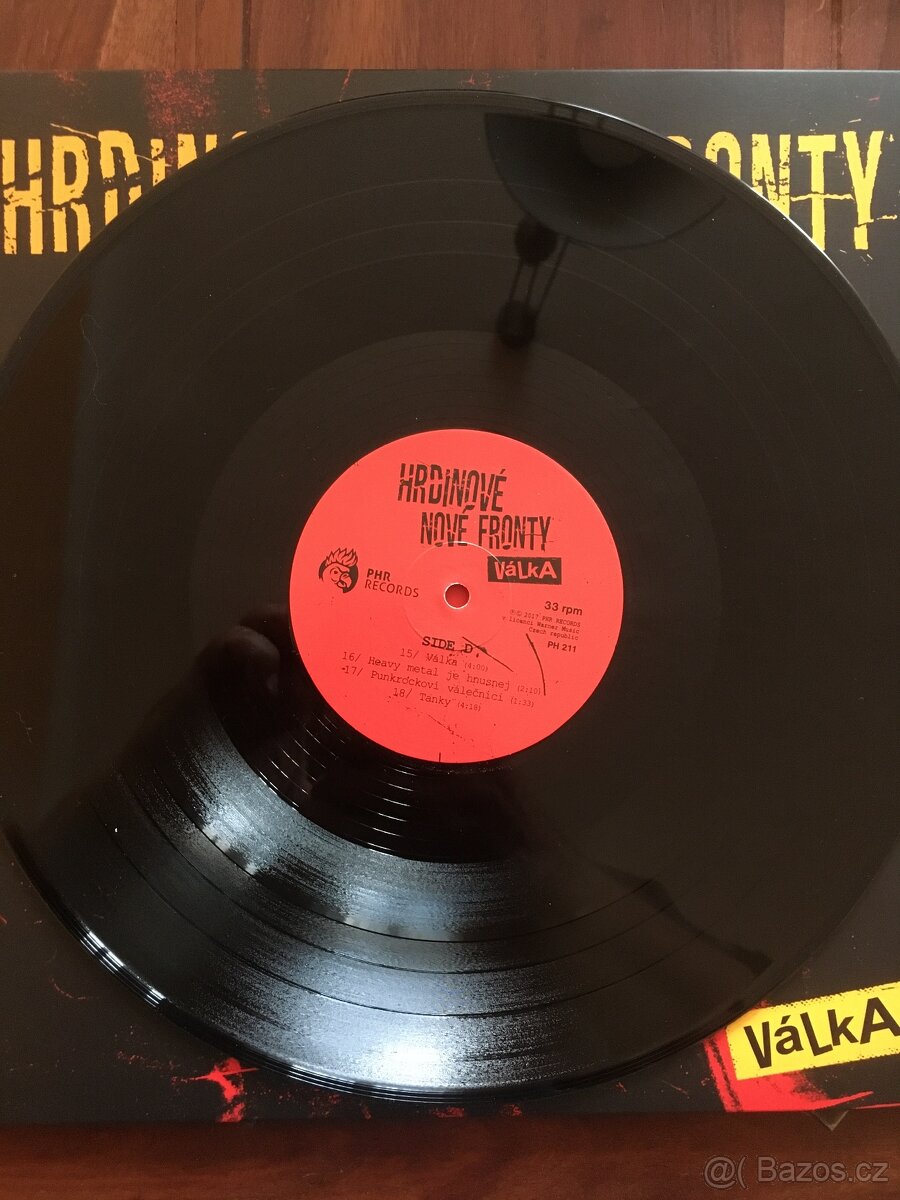 HRDIN
RONTY
HRDINOVÉ
NOVÉ FRONTY
VáLkA
PHR
RECORDS
33 rpm
℗© 2017 PHR RECORDS
v licenci Warner Music
Czech republic
PH 211
SIDE D.
15/ Válka (4:00)
16/ Heavy metal je hnusnej (2:10)
17/ Punkrockoví válečníci (1:33)
18/ Tanky (4:18)
VáLkA
@( Bazos.cz